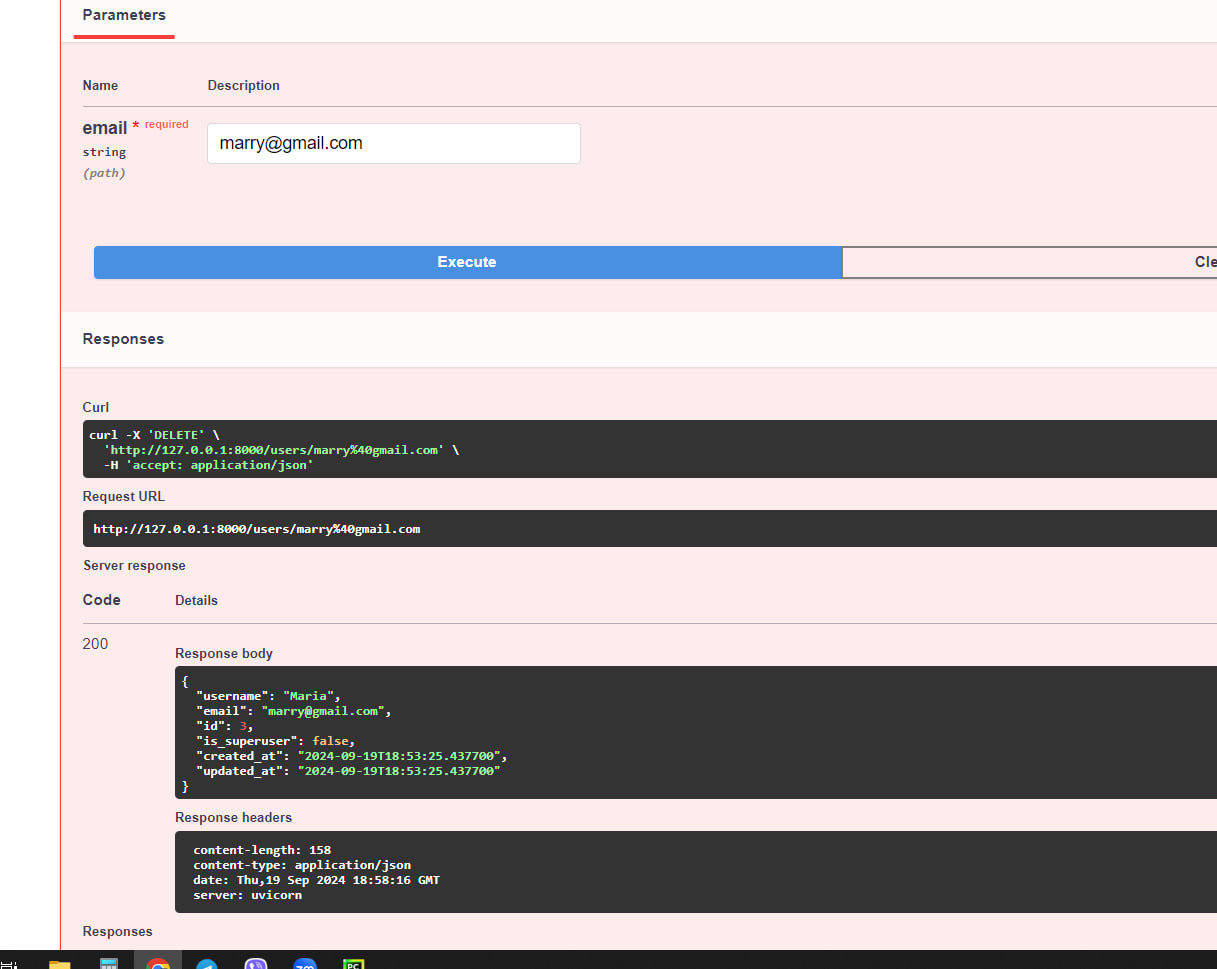 Parameters
Name Description
email * required
string
(path)
marry@gmail.com
Execute
Cle
Responses
Curl
curl -X 'DELETE' \
'http://127.0.0.1:8000/users/marry%40gmail.com' \
-H 'accept: application/json'
Request URL
http://127.0.0.1:8000/users/marry%40gmail.com
Server response
Code Details
200
Response body
{
"username": "Maria",
"email": "marry@gmail.com",
"id": 3,
"is_superuser": false,
"created_at": "2024-09-19T18:53:25.437700",
"updated_at": "2024-09-19T18:53:25.437700"
}
Response headers
content-length: 158
content-type: application/json
date: Thu,19 Sep 2024 18:58:16 GMT
server: uvicorn
Responses
zm
PC